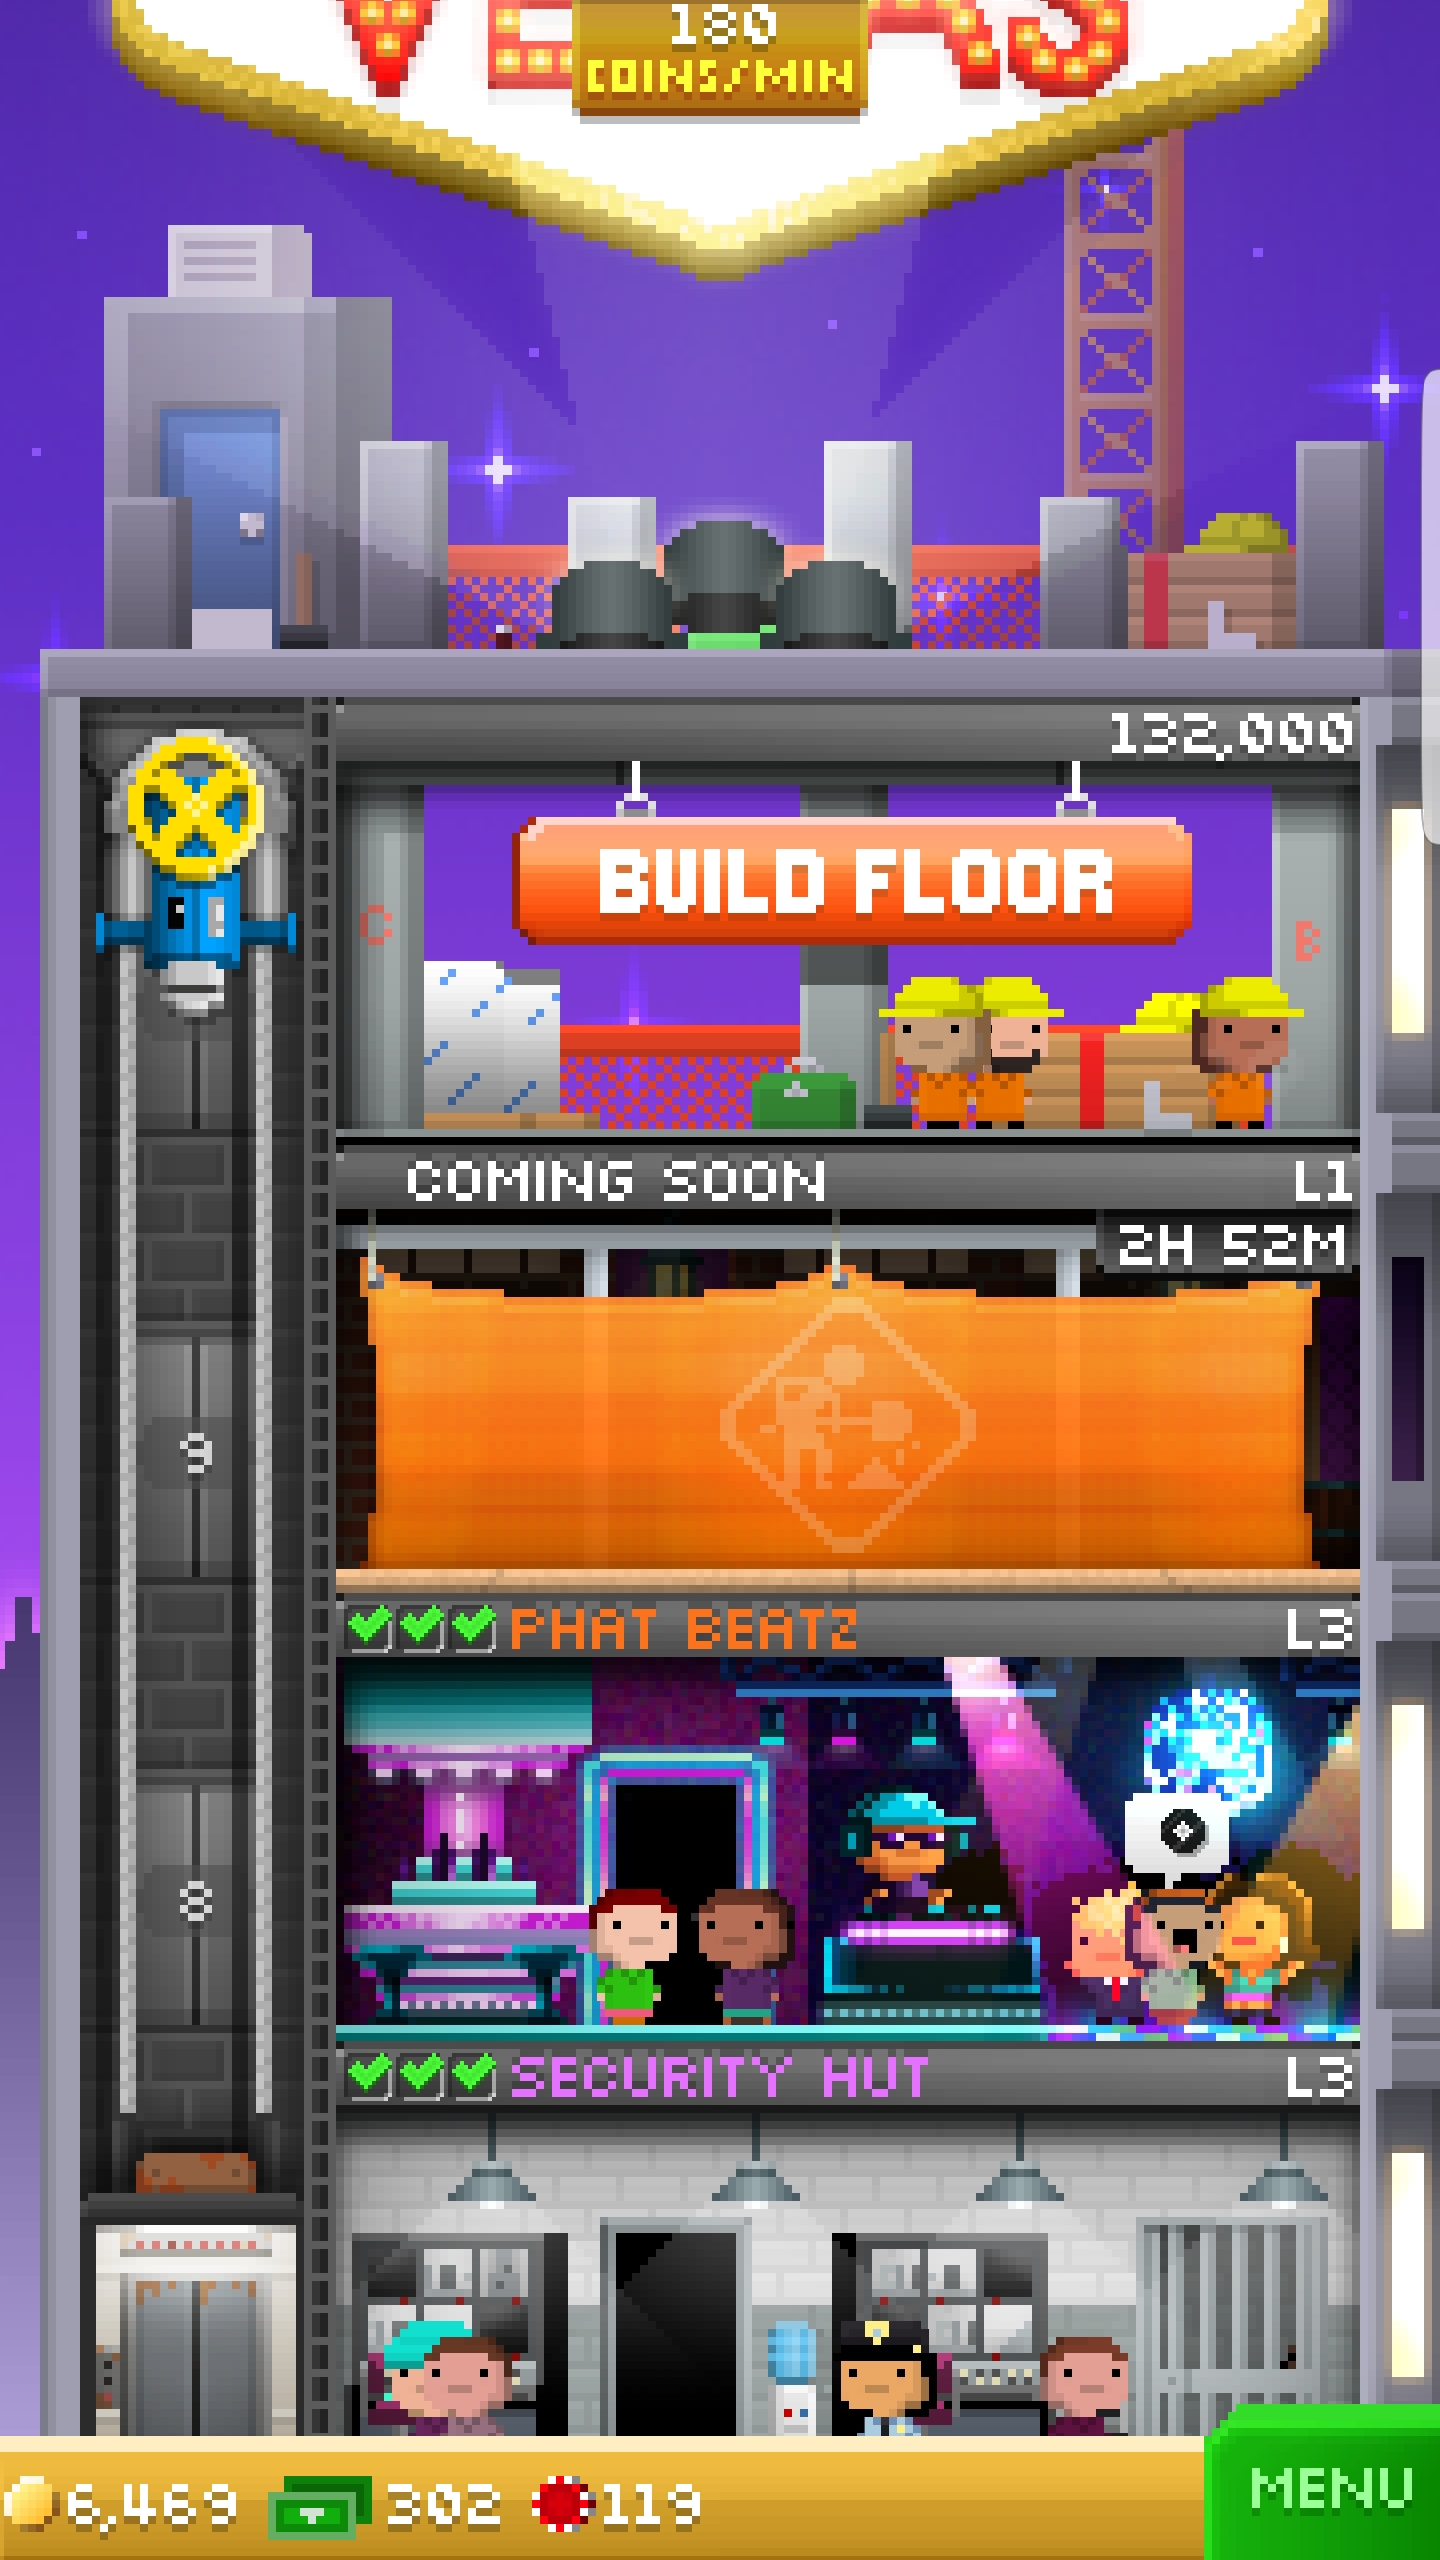 180
COINS/MIN
132,000
BUILD FLOOR
C
B
COMING SOON
L1
2H 52M
9
PHAT BEATZ
L3
8
SECURITY HUT
L3
6,469
302
119
MENU